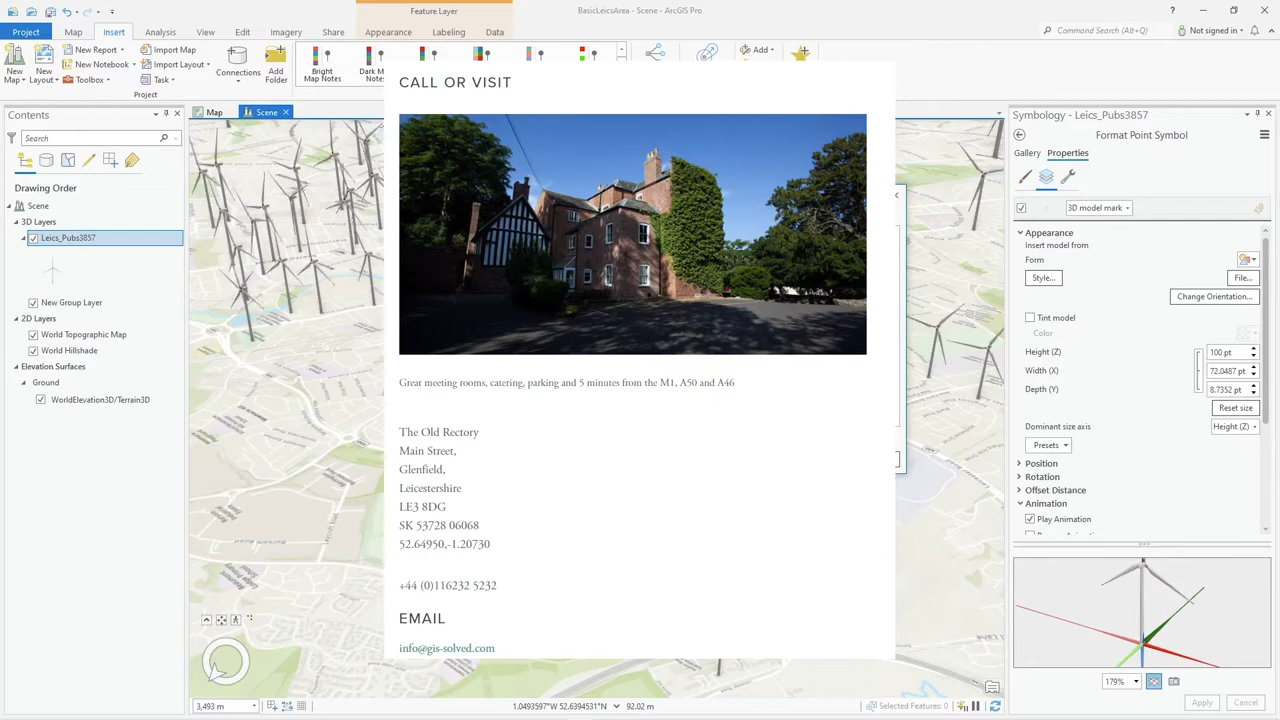 Feature Layer
BasicLeicsArea - Scene - ArcGIS Pro
?
Project
Map
Insert
Analysis
View
Edit
Imagery
Share
Appearance
Labeling
Data
Command Search (Alt+Q)
Not signed in
New Map
New Layout
New Report
New Notebook
Toolbox
Import Map
Import Layout
Task
Connections
Add Folder
Bright Map Notes
Dark M
Notes
Add
Project
Contents
Search
Drawing Order
Scene
3D Layers
Leics_Pubs3857
New Group Layer
2D Layers
World Topographic Map
World Hillshade
Elevation Surfaces
Ground
WorldElevation3D/Terrain3D
Map
Scene
CALL OR VISIT
Great meeting rooms, catering, parking and 5 minutes from the M1, A50 and A46
The Old Rectory
Main Street,
Glenfield,
Leicestershire
LE3 8DG
SK 53728 06068
52.64950,-1.20730
+44 (0)116232 5232
EMAIL
info@gis-solved.com
3,493 m
1.0493597°W 52.6394531°N
92.02 m
Selected Features: 0
Symbology - Leics_Pubs3857
Format Point Symbol
Gallery
Properties
3D model mark
Appearance
Insert model from
Form
Style...
File...
Change Orientation...
Tint model
Color
Height (Z)
100 pt
Width (X)
72.0487 pt
Depth (Y)
8.7352 pt
Reset size
Dominant size axis
Height (Z)
Presets
Position
Rotation
Offset Distance
Animation
Play Animation
179%
Apply
Cancel